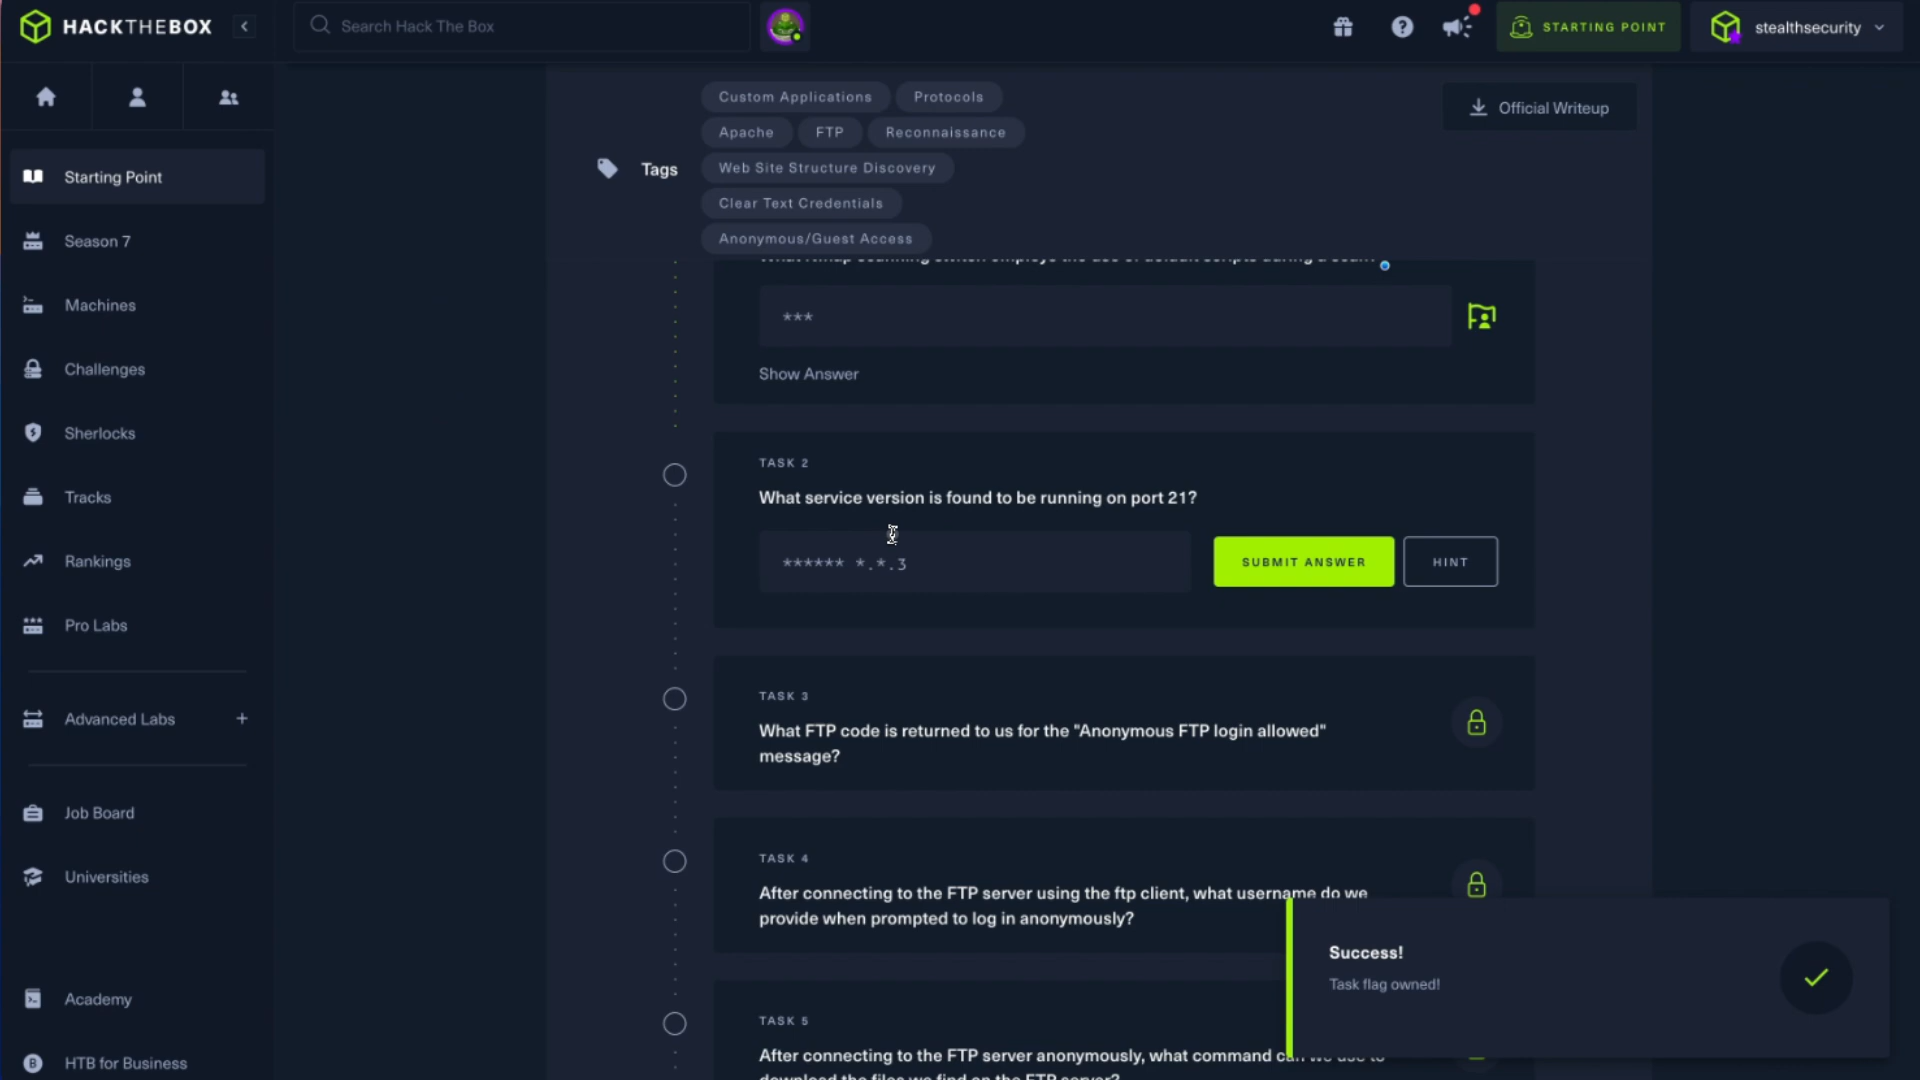 HACKTHEBOX
Search Hack The Box
STARTING POINT
stealthsecurity
Starting Point
Season 7
Machines
Challenges
Sherlocks
Tracks
Rankings
Pro Labs
Advanced Labs +
Job Board
Universities
Academy
HTB for Business
Tags
Custom Applications
Protocols
Apache
FTP
Reconnaissance
Web Site Structure Discovery
Clear Text Credentials
Anonymous/Guest Access
Official Writeup
***
Show Answer
TASK 2
What service version is found to be running on port 21?
****** *.*.3
SUBMIT ANSWER
HINT
TASK 3
What FTP code is returned to us for the "Anonymous FTP login allowed"
message?
TASK 4
After connecting to the FTP server using the ftp client, what username do we
provide when prompted to log in anonymously?
TASK 5
After connecting to the FTP server anonymously, what command can we use to
download the files we find on the FTP server?
Success!
Task flag owned!